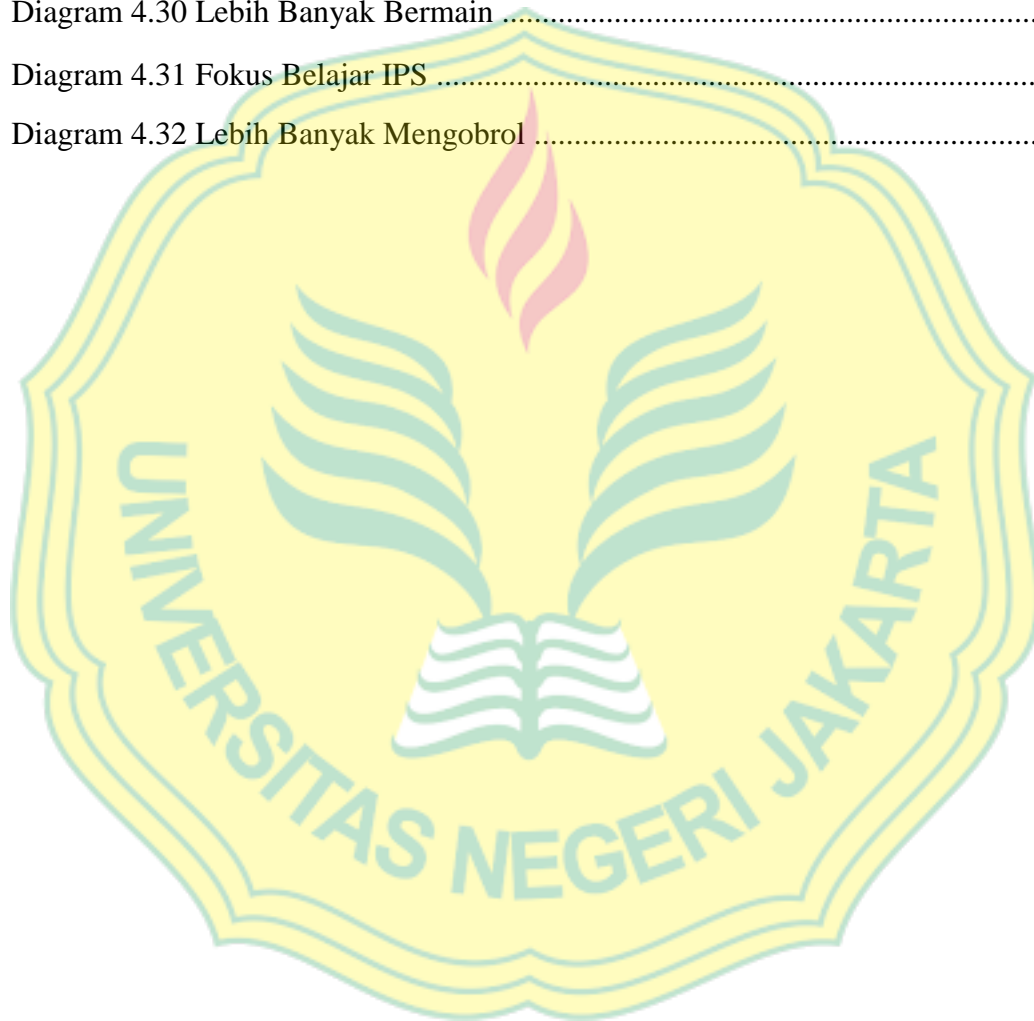 Diagram 4.30 Lebih Banyak Bermain ....................................................................
Diagram 4.31 Fokus Belajar IPS ............................................................................
Diagram 4.32 Lebih Banyak Mengobrol ................................................................
UNIVERSITAS NEGERI JAKARTA